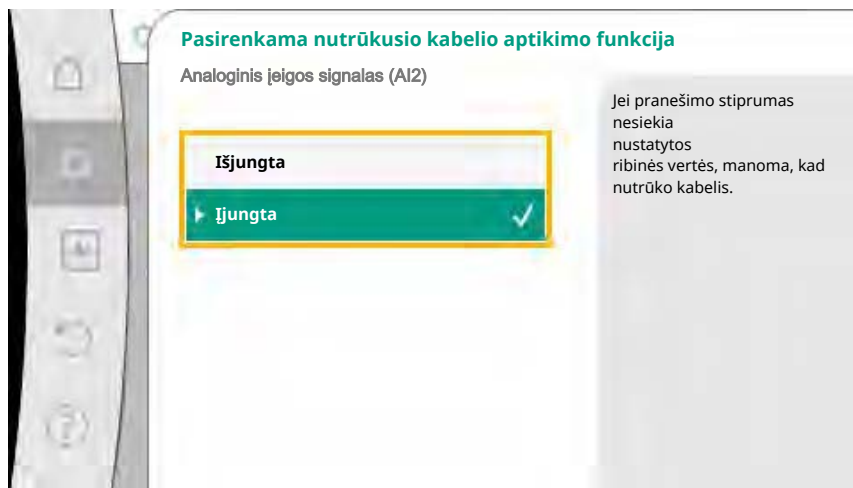 Pasirenkama nutrūkusio kabelio aptikimo funkcija
Analoginis įeigos signalas (AI2)
Išjungta
Įjungta
Jei pranešimo stiprumas
nesiekia
nustatytos
ribinės vertės, manoma, kad
nutrūko kabelis.